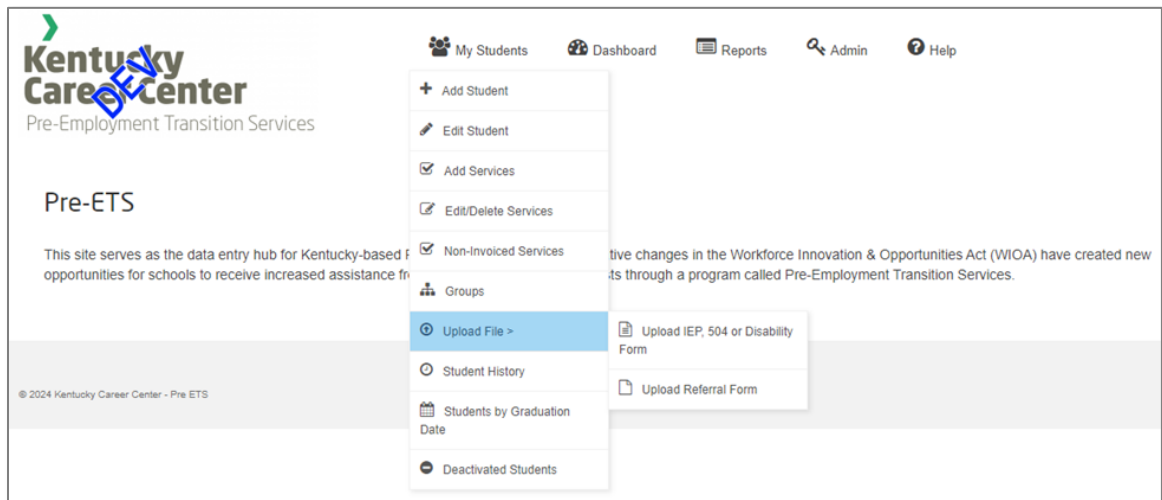 Kentucky
Career Center
DEV
Pre-Employment Transition Services
My Students
Dashboard
Reports
Admin
Help
Add Student
Edit Student
Add Services
Edit/Delete Services
Non-Invoiced Services
Groups
Upload File >
Upload IEP, 504 or Disability
Form
Upload Referral Form
Student History
Students by Graduation
Date
Deactivated Students
Pre-ETS
This site serves as the data entry hub for Kentucky-based tive changes in the Workforce Innovation & Opportunities Act (WIOA) have created new
opportunities for schools to receive increased assistance ts through a program called Pre-Employment Transition Services.
© 2024 Kentucky Career Center - Pre ETS